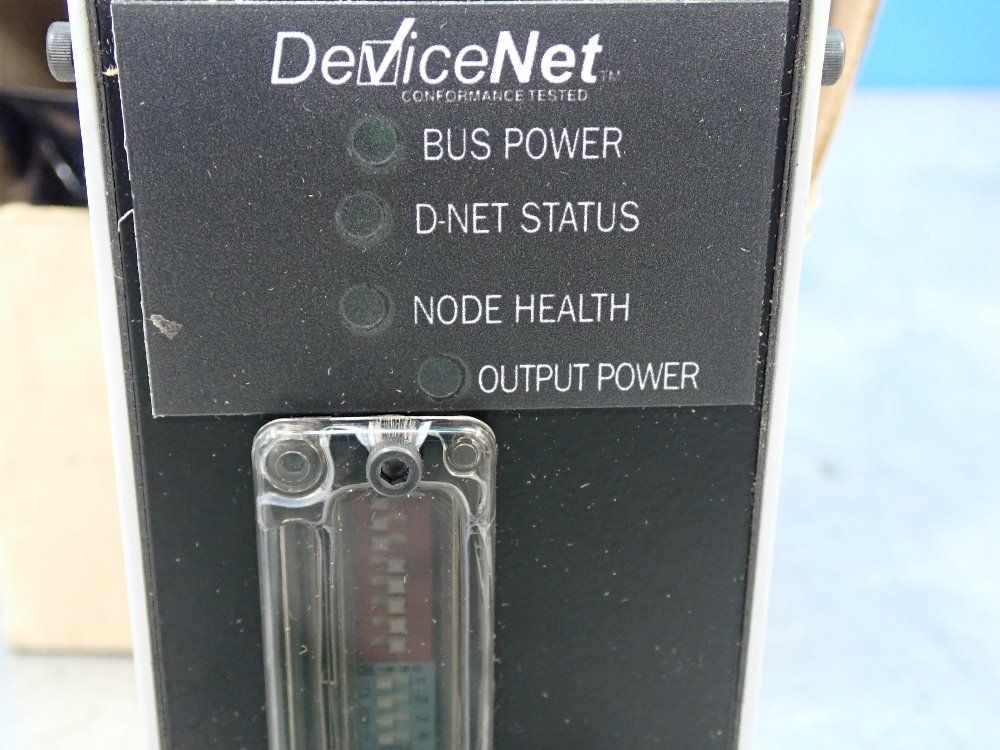 DeviceNet™
CONFORMANCE TESTED
BUS POWER
D-NET STATUS
NODE HEALTH
OUTPUT POWER